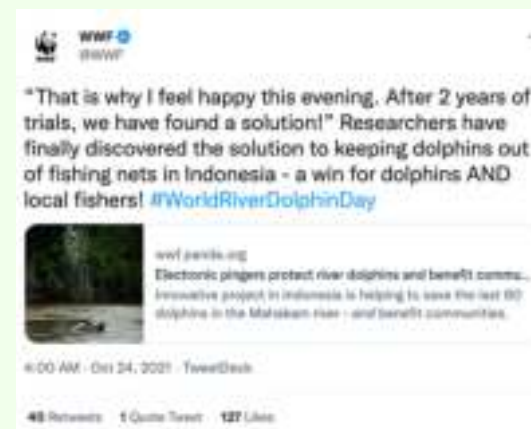 WWF
@WWF
"That is why I feel happy this evening. After 2 years of
trials, we have found a solution!" Researchers have
finally discovered the solution to keeping dolphins out
of fishing nets in Indonesia - a win for dolphins AND
local fishers! #WorldRiverDolphinDay
wwf.panda.org
Electronic pingers protect river dolphins and benefit commu...
Innovative project in Indonesia is helping to save the last 80
dolphins in the Mahakam river - and benefit communities.
4:00 AM · Oct 24, 2021 · TweetDeck
Retweets 1 Quote Tweet 127 Likes